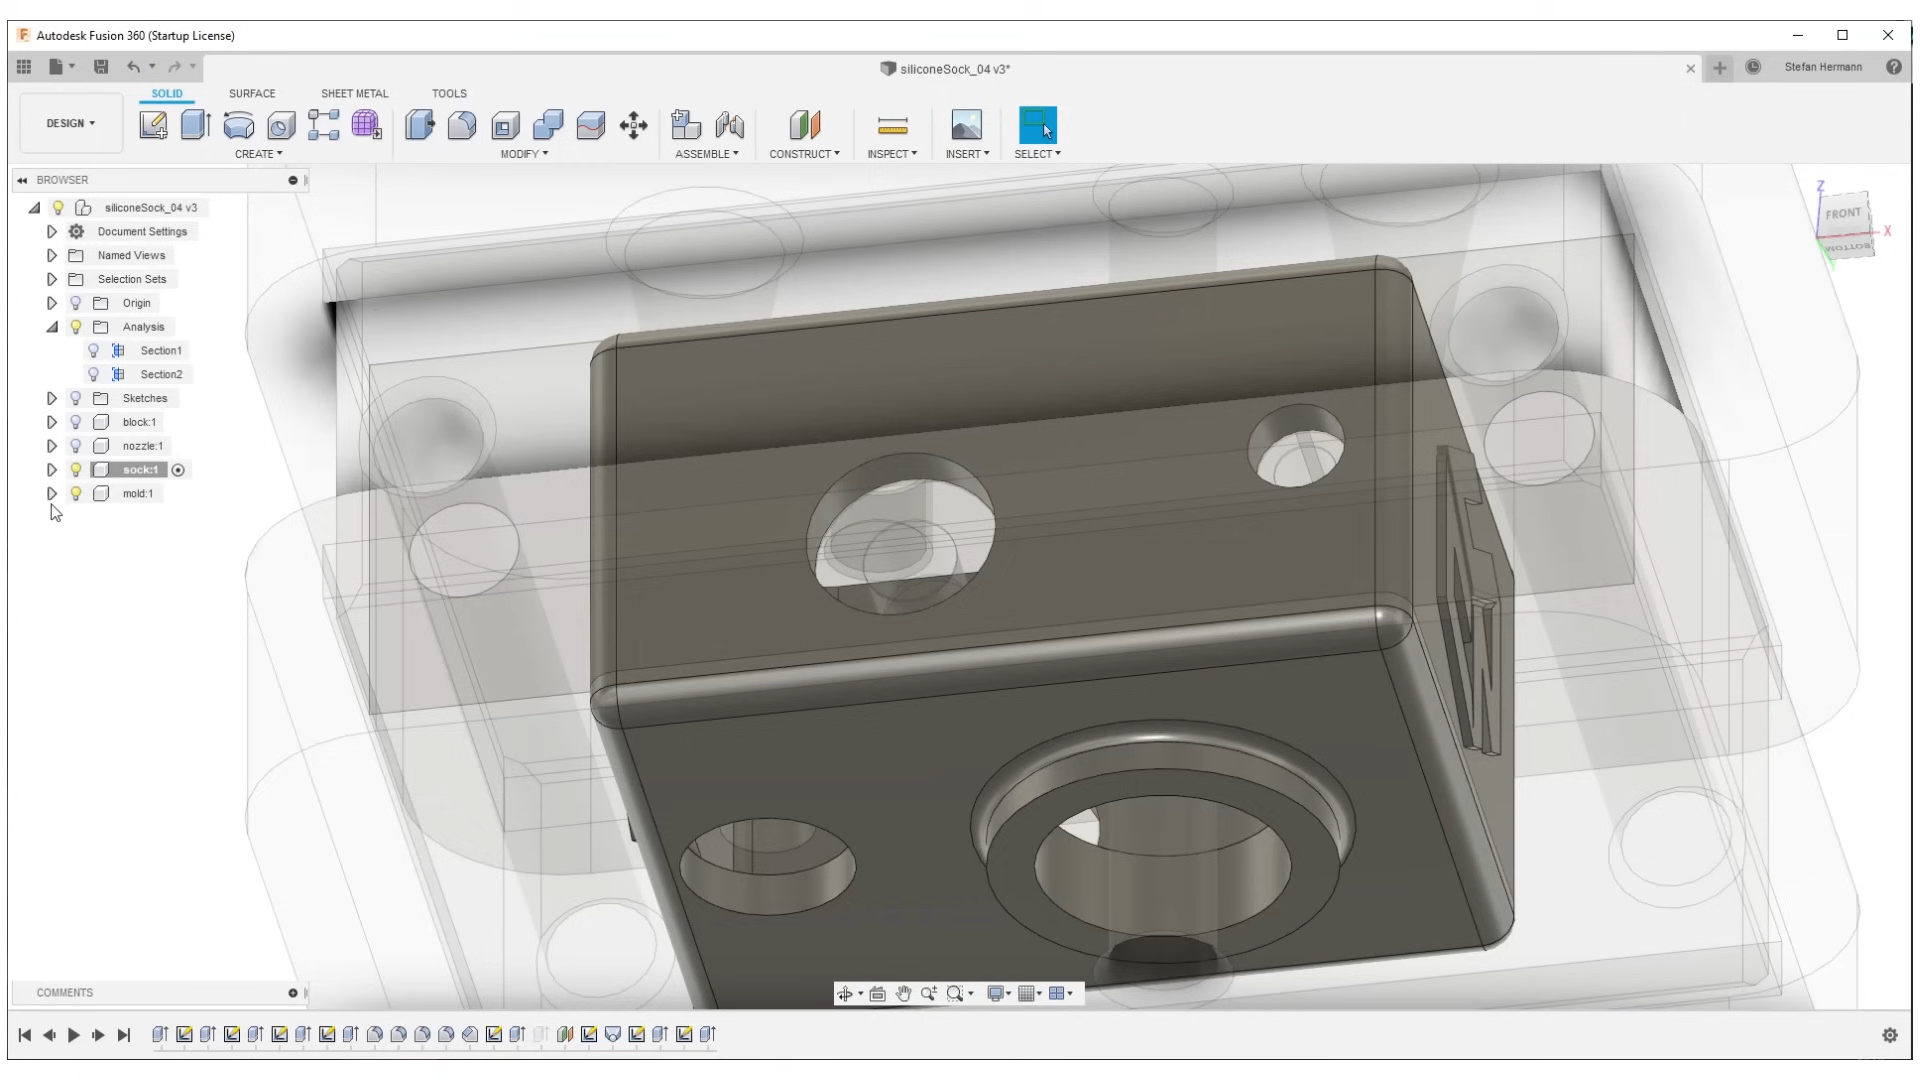 Autodesk Fusion 360 (Startup License)
siliconeSock_04 v3*
Stefan Hermann
SOLID SURFACE SHEET METAL TOOLS
DESIGN
CREATE MODIFY ASSEMBLE CONSTRUCT INSPECT INSERT SELECT
BROWSER
siliconeSock_04 v3
Document Settings
Named Views
Selection Sets
Origin
Analysis
Section1
Section2
Sketches
block:1
nozzle:1
sock:1
mold:1
Z
FRONT
X
BOTTOM
COMMENTS